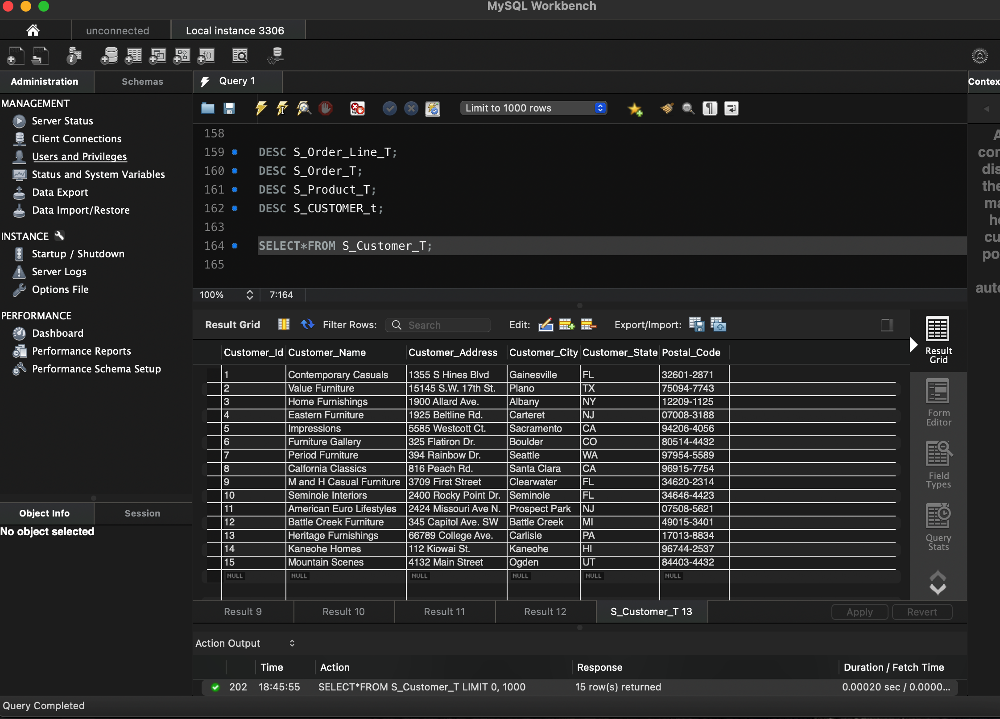 MySQL Workbench
unconnected
Local instance 3306
Administration
Schemas
Query 1
MANAGEMENT
Server Status
Client Connections
Users and Privileges
Status and System Variables
Data Export
Data Import/Restore
INSTANCE
Startup / Shutdown
Server Logs
Options File
PERFORMANCE
Dashboard
Performance Reports
Performance Schema Setup
Object Info
Session
No object selected
Limit to 1000 rows
158
159 DESC S_Order_Line_T;
160 DESC S_Order_T;
161 DESC S_Product_T;
162 DESC S_CUSTOMER_t;
163
164 SELECT*FROM S_Customer_T;
165
100% 7:164
Result Grid Filter Rows: Search Edit: Export/Import:
Customer_Id Customer_Name Customer_Address Customer_City Customer_State Postal_Code
1 Contemporary Casuals 1355 S Hines Blvd Gainesville FL 32601-2871
2 Value Furniture 15145 S.W. 17th St. Plano TX 75094-7743
3 Home Furnishings 1900 Allard Ave. Albany NY 12209-1125
4 Eastern Furniture 1925 Beltline Rd. Carteret NJ 07008-3188
5 Impressions 5585 Westcott Ct. Sacramento CA 94206-4056
6 Furniture Gallery 325 Flatiron Dr. Boulder CO 80514-4432
7 Period Furniture 394 Rainbow Dr. Seattle WA 97954-5589
8 Calfornia Classics 816 Peach Rd. Santa Clara CA 96915-7754
9 M and H Casual Furniture 3709 First Street Clearwater FL 34620-2314
10 Seminole Interiors 2400 Rocky Point Dr. Seminole FL 34646-4423
11 American Euro Lifestyles 2424 Missouri Ave N. Prospect Park NJ 07508-5621
12 Battle Creek Furniture 345 Capitol Ave. SW Battle Creek MI 49015-3401
13 Heritage Furnishings 66789 College Ave. Carlisle PA 17013-8834
14 Kaneohe Homes 112 Kiowai St. Kaneohe HI 96744-2537
15 Mountain Scenes 4132 Main Street Ogden UT 84403-4432
NULL NULL NULL NULL NULL NULL
Result
Grid
Form
Editor
Field
Types
Query
Stats
Result 9 Result 10 Result 11 Result 12 S_Customer_T 13 Apply Revert
Action Output
Time Action Response Duration / Fetch Time
202 18:45:55 SELECT*FROM S_Customer_T LIMIT 0, 1000 15 row(s) returned 0.00020 sec / 0.0000...
Query Completed
Contex
A
cor
dis
the
ma
he
cu
po
auto